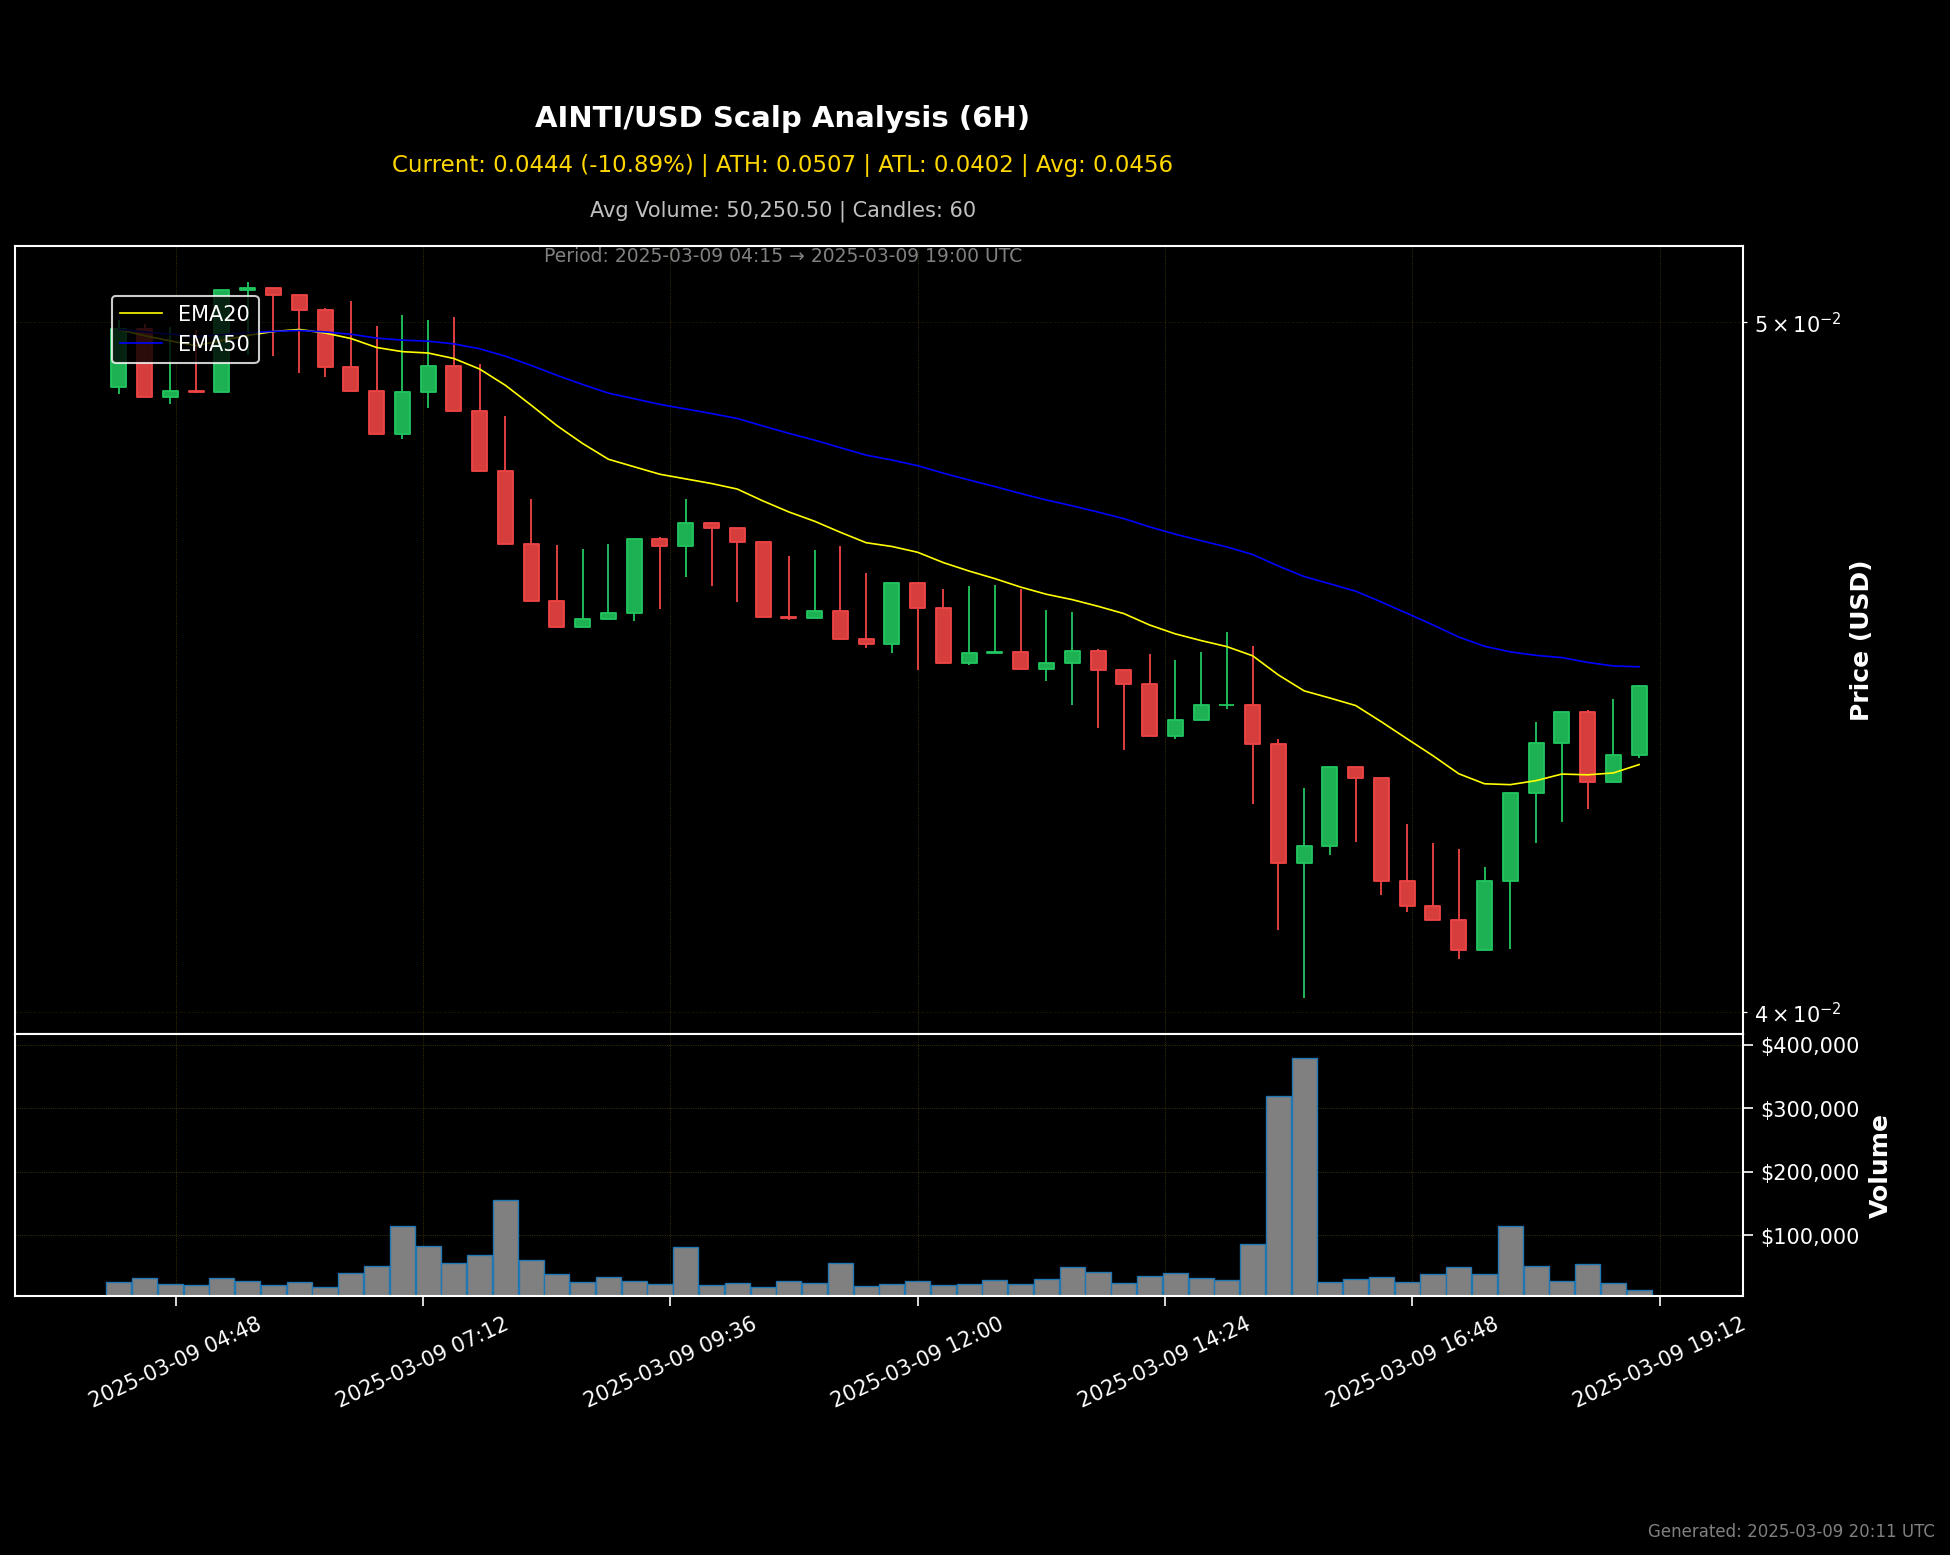 AINTI/USD Scalp Analysis (6H)
Current: 0.0444 (-10.89%) | ATH: 0.0507 | ATL: 0.0402 | Avg: 0.0456
Avg Volume: 50,250.50 | Candles: 60
Period: 2025-03-09 04:15 → 2025-03-09 19:00 UTC
EMA20
EMA50
5 × 10⁻²
Price (USD)
4 × 10⁻²
$400,000
$300,000
$200,000
$100,000
Volume
2025-03-09 04:48
2025-03-09 07:12
2025-03-09 09:36
2025-03-09 12:00
2025-03-09 14:24
2025-03-09 16:48
2025-03-09 19:12
Generated: 2025-03-09 20:11 UTC